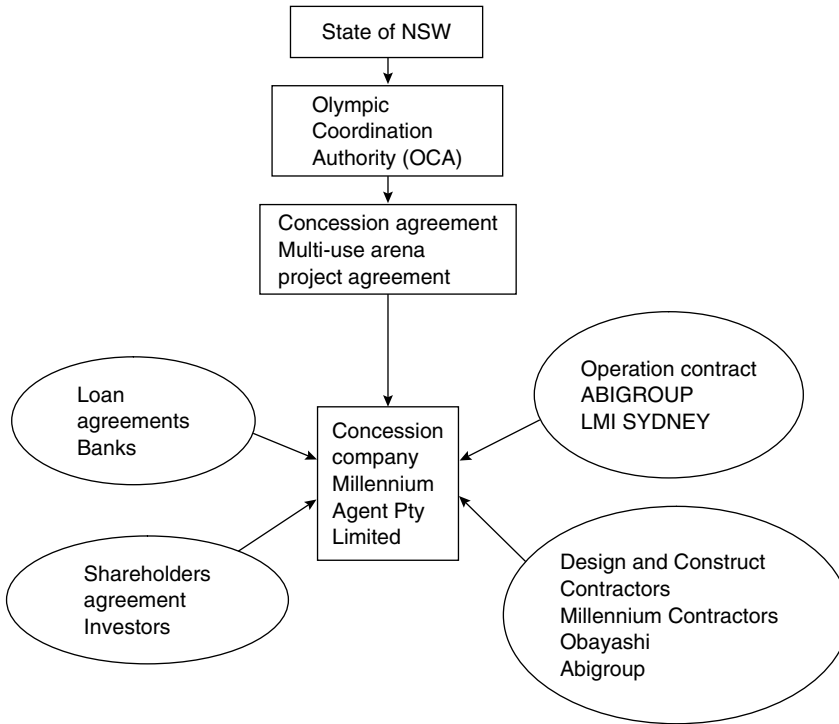 State of NSW
Olympic
Coordination
Authority (OCA)
Concession agreement
Multi-use arena
project agreement
Loan
agreements
Banks
Operation contract
ABIGROUP
LMI SYDNEY
Concession
company
Millennium
Agent Pty
Limited
Shareholders
agreement
Investors
Design and Construct
Contractors
Millennium Contractors
Obayashi
Abigroup